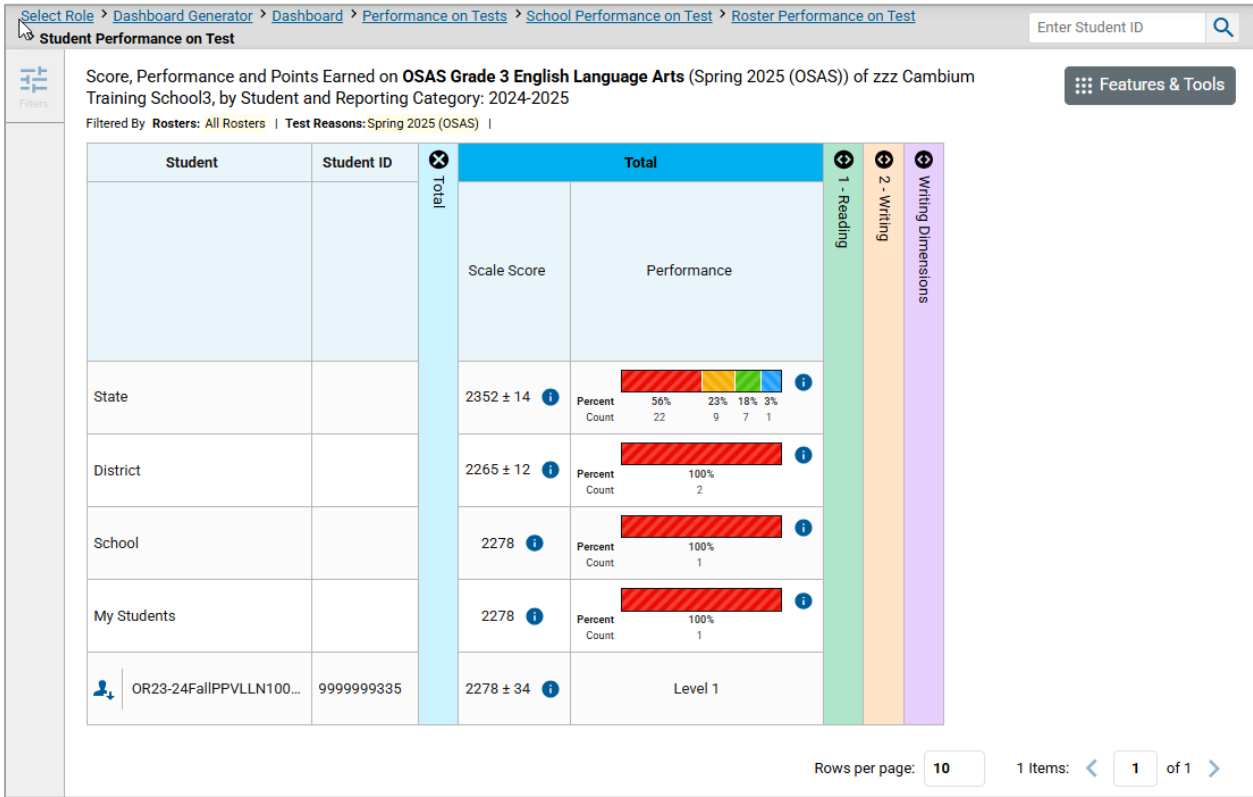 Select Role > Dashboard Generator > Dashboard > Performance on Tests > School Performance on Test > Roster Performance on Test
Student Performance on Test
Enter Student ID
Filters
Score, Performance and Points Earned on OSAS Grade 3 English Language Arts (Spring 2025 (OSAS)) of zzz Cambium
Training School3, by Student and Reporting Category: 2024-2025
Features & Tools
Filtered By Rosters: All Rosters | Test Reasons: Spring 2025 (OSAS) |
Student Student ID Total Total 1 - Reading 2 - Writing Writing Dimensions
Scale Score Performance
State 2352 ± 14
Percent 56% 23% 18% 3%
Count 22 9 7 1
District 2265 ± 12
Percent 100%
Count 2
School 2278
Percent 100%
Count 1
My Students 2278
Percent 100%
Count 1
OR23-24FallPPVLLN100... 9999999335 2278 ± 34 Level 1
Rows per page: 10 1 Items: 1 of 1